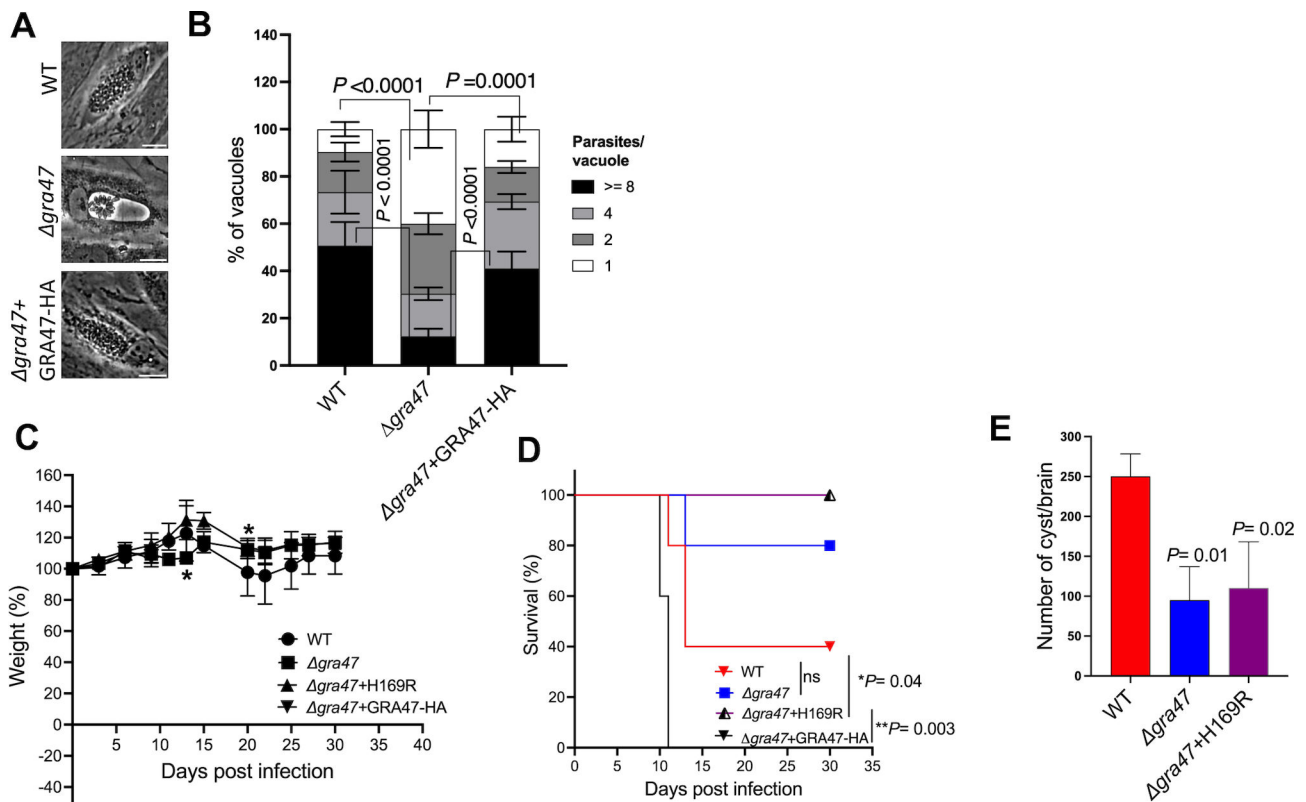 A
WT
Δgra47
Δgra47+
GRA47-HA
B
% of vacuoles
140
120
100
80
60
40
20
0
P <0.0001
P =0.0001
P < 0.0001
P <0.0001
WT
Δgra47
Δgra47+GRA47-HA
Parasites/
vacuole
>= 8
4
2
1
C
Weight (%)
160
140
120
100
80
60
40
20
0
-20
-40
*
*
5
10
15
20
25
30
35
40
WT
Δgra47
Δgra47+H169R
Δgra47+GRA47-HA
Days post infection
D
Survival (%)
100
80
60
40
20
0
WT
Δgra47
Δgra47+H169R
Δgra47+GRA47-HA
ns
*P= 0.04
**P= 0.003
0
5
10
15
20
25
30
35
Days post infection
E
Number of cyst/brain
300
250
200
150
100
50
0
P= 0.01
P= 0.02
WT
Δgra47
Δgra47+H169R